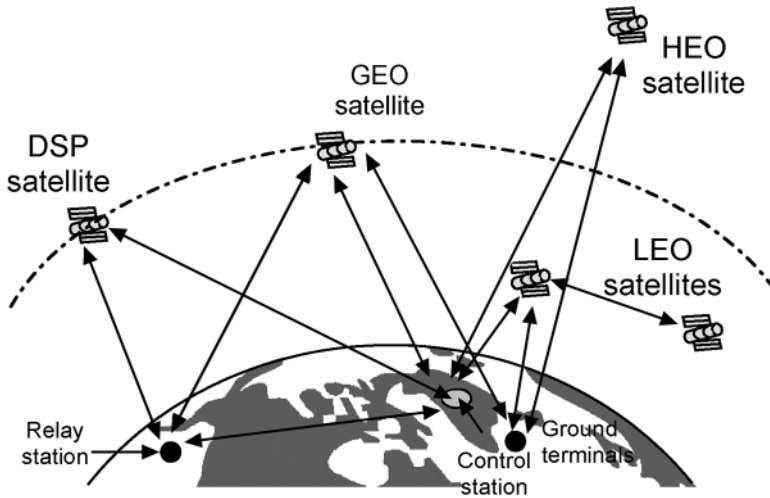 HEO
satellite
GEO
satellite
DSP
satellite
LEO
satellites
Relay
station
Control
station
Ground
terminals